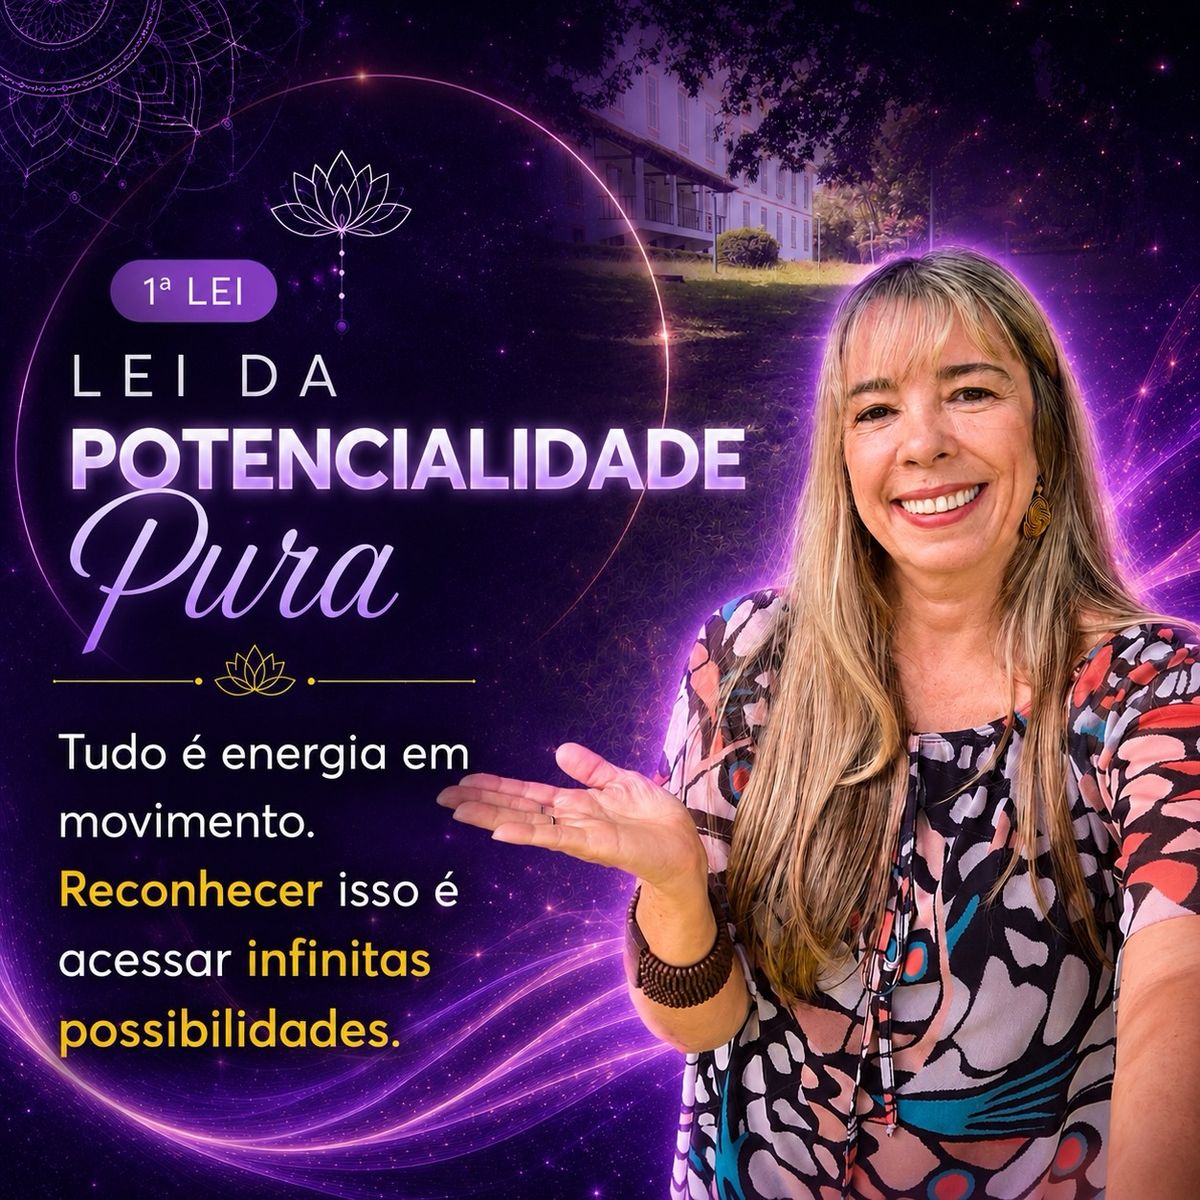 1ª LEI
LEI DA
POTENCIALIDADE
Pura
Tudo é energia em
movimento.
Reconhecer isso é
acessar infinitas
possibilidades.